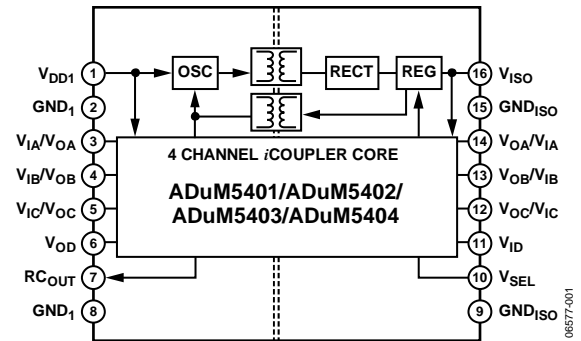 OSC
RECT
REG
VDD1 1
16 VISO
GND1 2
15 GNDISO
VIA/VOA 3
14 VOA/VIA
4 CHANNEL iCOUPLER CORE
VIB/VOB 4
13 VOB/VIB
ADuM5401/ADuM5402/
ADuM5403/ADuM5404
VIC/VOC 5
12 VOC/VIC
VOD 6
11 VID
RCOUT 7
10 VSEL
GND1 8
9 GNDISO
06577-001